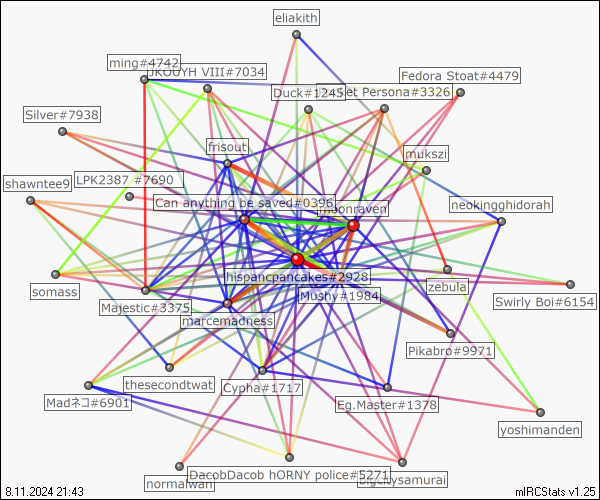 eliakith
ming#4742
JKOUYH VIII#7034
Fedora Stoat#4479
Duck#1245
et Persona#3326
Silver#7938
frisout
mukszi
shawntee9
LPK2387 #7690
Can anything be saved#0396
moonraven
neokingghidorah
hispancpancakes#2928
somass
Mushy#1984
zebula
Swirly Boi#6154
Majestic#3375
marcemadness
Pikabro#9971
thesecondtwat
Cypha#1717
Madネコ#6901
Eg.Master#1378
yoshimanden
DacobDacob hORNY police#5271
bigcitysamurai
normalwan
8.11.2024 21:43
mIRCStats v1.25